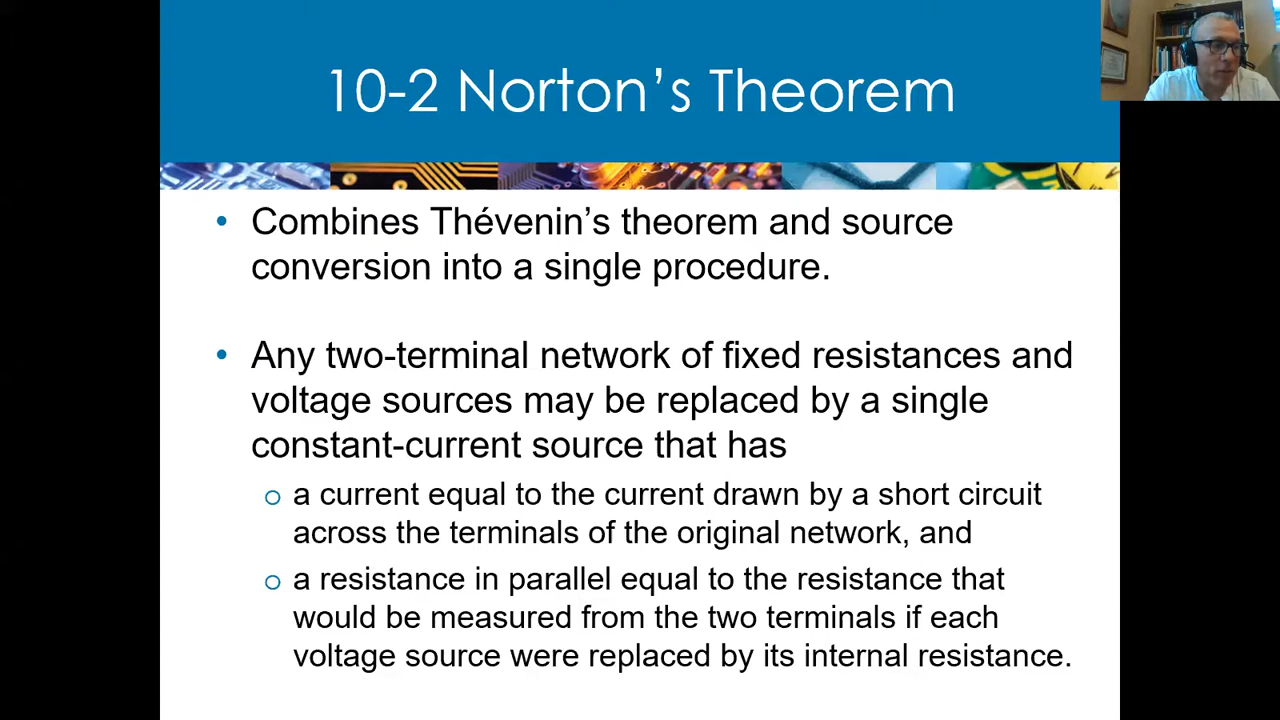 10-2 Norton’s Theorem
• Combines Thévenin’s theorem and source
conversion into a single procedure.
• Any two-terminal network of fixed resistances and
voltage sources may be replaced by a single
constant-current source that has
o a current equal to the current drawn by a short circuit
across the terminals of the original network, and
o a resistance in parallel equal to the resistance that
would be measured from the two terminals if each
voltage source were replaced by its internal resistance.